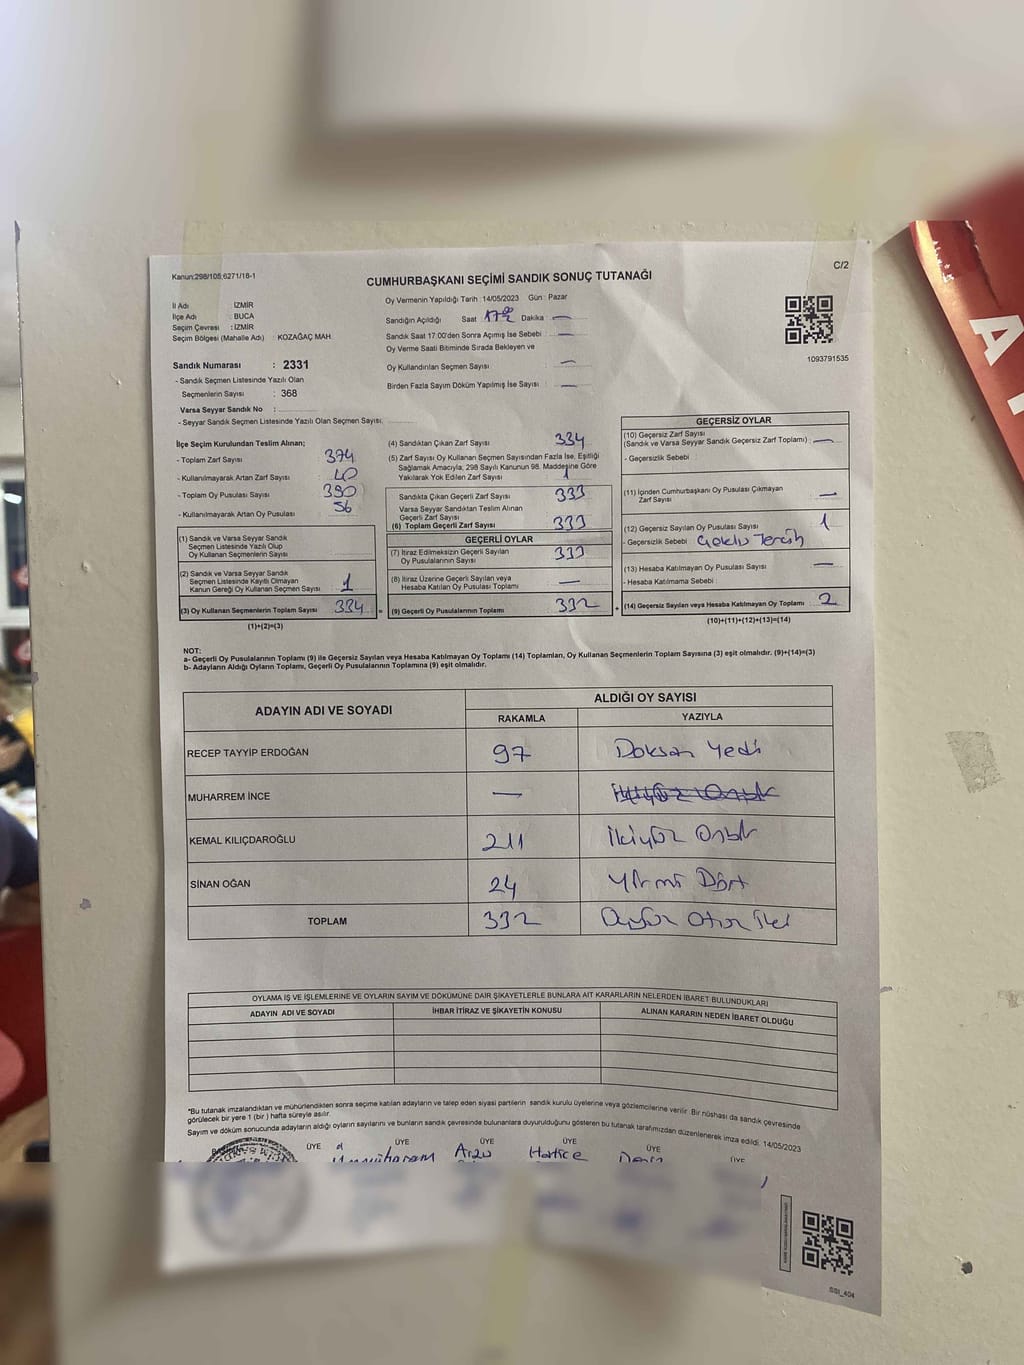 Kanun:298/105;6271/16-1
C/2
CUMHURBAŞKANI SEÇİMİ SANDIK SONUÇ TUTANAĞI
İl Adı : İZMİR
İlçe Adı : BUCA
Seçim Çevresi : İZMİR
Seçim Bölgesi (Mahalle Adı) : KOZAĞAÇ MAH.
Oy Vermenin Yapıldığı Tarih :14/05/2023 Gün : Pazar
Sandığın Açıldığı Saat 17 00 Dakika —
Sandık Saat 17:00'den Sonra Açımış İse Sebebi : —
Oy Verme Saati Bitiminde Sırada Bekleyen ve
Oy Kullandırılan Seçmen Sayısı : —
Birden Fazla Sayım Döküm Yapılmış İse Sayısı : —
1093791535
Sandık Numarası : 2331
- Sandık Seçmen Listesinde Yazılı Olan
Seçmenlerin Sayısı : 368
Varsa Seyyar Sandık No :
- Seyyar Sandık Seçmen Listesinde Yazılı Olan Seçmen Sayısı:
İlçe Seçim Kurulundan Teslim Alınan;
- Toplam Zarf Sayısı 374
- Kullanılmayarak Artan Zarf Sayısı 40
- Toplam Oy Pusulası Sayısı 390
- Kullanılmayarak Artan Oy Pusulası 56
(1) Sandık ve Varsa Seyyar Sandık
Seçmen Listesinde Yazılı Olup
Oy Kullanan Seçmenlerin Sayısı
(2) Sandık ve Varsa Seyyar Sandık
Seçmen Listesinde Kayıtlı Olmayan
Kanun Gereği Oy Kullanan Seçmen Sayısı 1
(3) Oy Kullanan Seçmenlerin Toplam Sayısı 334 =
(1)+(2)=(3)
(4) Sandıktan Çıkan Zarf Sayısı 334
(5) Zarf Sayısı Oy Kullanan Seçmen Sayısından Fazla İse, Eşitliği
Sağlamak Amacıyla, 298 Sayılı Kanunun 98. Maddesine Göre
Yakılarak Yok Edilen Zarf Sayısı 1
Sandıkta Çıkan Geçerli Zarf Sayısı 333
Varsa Seyyar Sandıktan Teslim Alınan
Geçerli Zarf Sayısı
(6) Toplam Geçerli Zarf Sayısı 333
GEÇERLİ OYLAR
(7) İtiraz Edilmeksizin Geçerli Sayılan
Oy Pusulalarının Sayısı 333
(8) İtiraz Üzerine Geçerli Sayılan veya
Hesaba Katılan Oy Pusulası Toplamı —
(9) Geçerli Oy Pusulalarının Toplamı 332 +
GEÇERSİZ OYLAR
(10) Geçersiz Zarf Sayısı
(Sandık ve Varsa Seyyar Sandık Geçersiz Zarf Toplamı) —
- Geçersizlik Sebebi :
(11) İçinden Cumhurbaşkanı Oy Pusulası Çıkmayan
Zarf Sayısı —
(12) Geçersiz Sayılan Oy Pusulası Sayısı 1
- Geçersizlik Sebebi Çoklu Tercih
(13) Hesaba Katılmayan Oy Pusulası Sayısı —
- Hesaba Katılmama Sebebi :
(14) Geçersiz Sayılan veya Hesaba Katılmayan Oy Toplamı 2
(10)+(11)+(12)+(13)=(14)
NOT:
a- Geçerli Oy Pusulalarının Toplamı (9) ile Geçersiz Sayılan veya Hesaba Katılmayan Oy Toplamı (14) Toplamları, Oy Kullanan Seçmenlerin Toplam Sayısına (3) eşit olmalıdır. (9)+(14)=(3)
b- Adayların Aldığı Oyların Toplamı, Geçerli Oy Pusulalarının Toplamına (9) eşit olmalıdır.
ADAYIN ADI VE SOYADI ALDIĞI OY SAYISI
RAKAMLA YAZIYLA
RECEP TAYYİP ERDOĞAN 97 Doksan Yedi
MUHARREM İNCE —
KEMAL KILIÇDAROĞLU 211 İkiyüz Onbir
SİNAN OĞAN 24 Yirmi Dört
TOPLAM 332 Üçyüz Otuz İki
OYLAMA İŞ VE İŞLEMLERİNE VE OYLARIN SAYIM VE DÖKÜMÜNE DAİR ŞİKAYETLERLE BUNLARA AİT KARARLARIN NELERDEN İBARET BULUNDUKLARI
ADAYIN ADI VE SOYADI İHBAR İTİRAZ VE ŞİKAYETİN KONUSU ALINAN KARARIN NEDEN İBARET OLDUĞU
*Bu tutanak imzalandıktan ve mühürlendikten sonra seçime katılan adayların ve talep eden siyasi partilerin sandık kurulu üyelerine veya gözlemcilerine verilir. Bir nüshası da sandık çevresinde
görülecek bir yere 1 (bir ) hafta süreyle asılır.
Sayım ve döküm sonucunda adayların aldığı oyların sayılarını ve bunların sandık çevresinde bulunanlara duyurulduğunu gösteren bu tutanak tarafımızdan düzenlenerek imza edildi. 14/05/2023
ÜYE ÜYE ÜYE ÜYE ÜYE ÜYE
Arzu Hatice